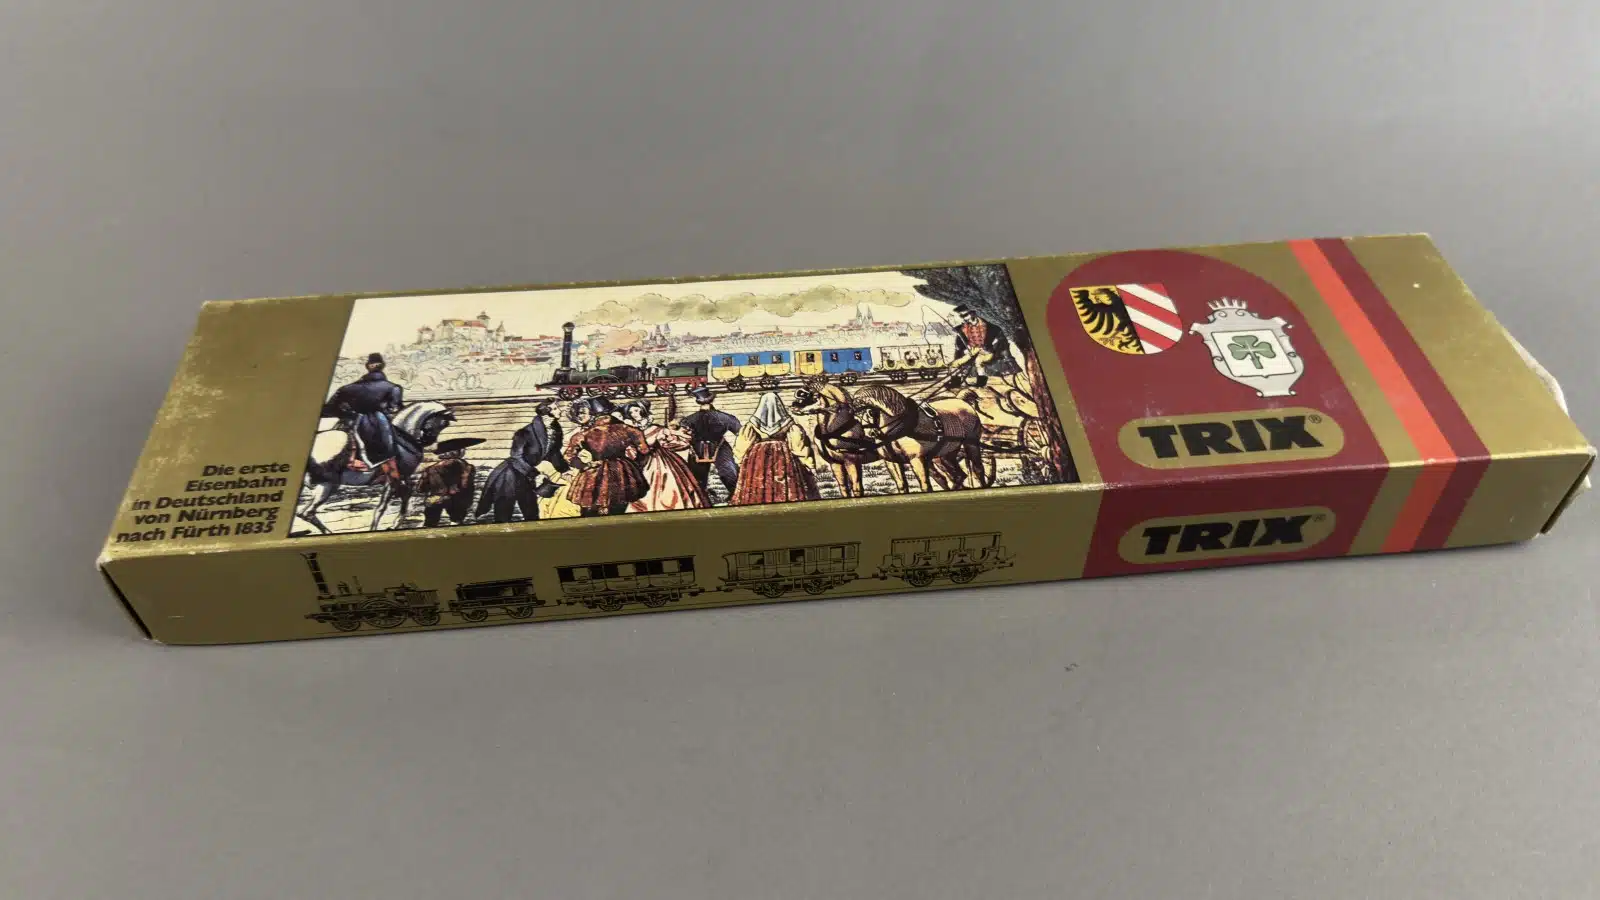 Die erste
Eisenbahn
in Deutschland
von Nürnberg
nach Fürth 1835
TRIX®
TRIX®